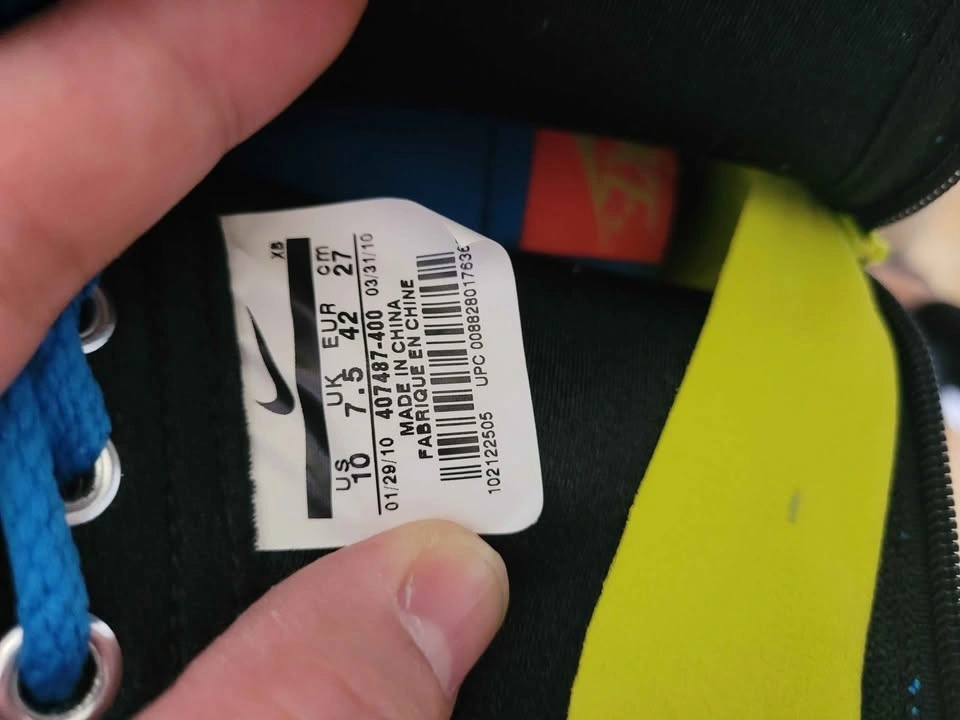 XB
US UK EUR cm
10 7.5 42 27
01/29/10 407487-400 03/31/10
MADE IN CHINA
FABRIQUE EN CHINE
102122505 UPC 00882801763